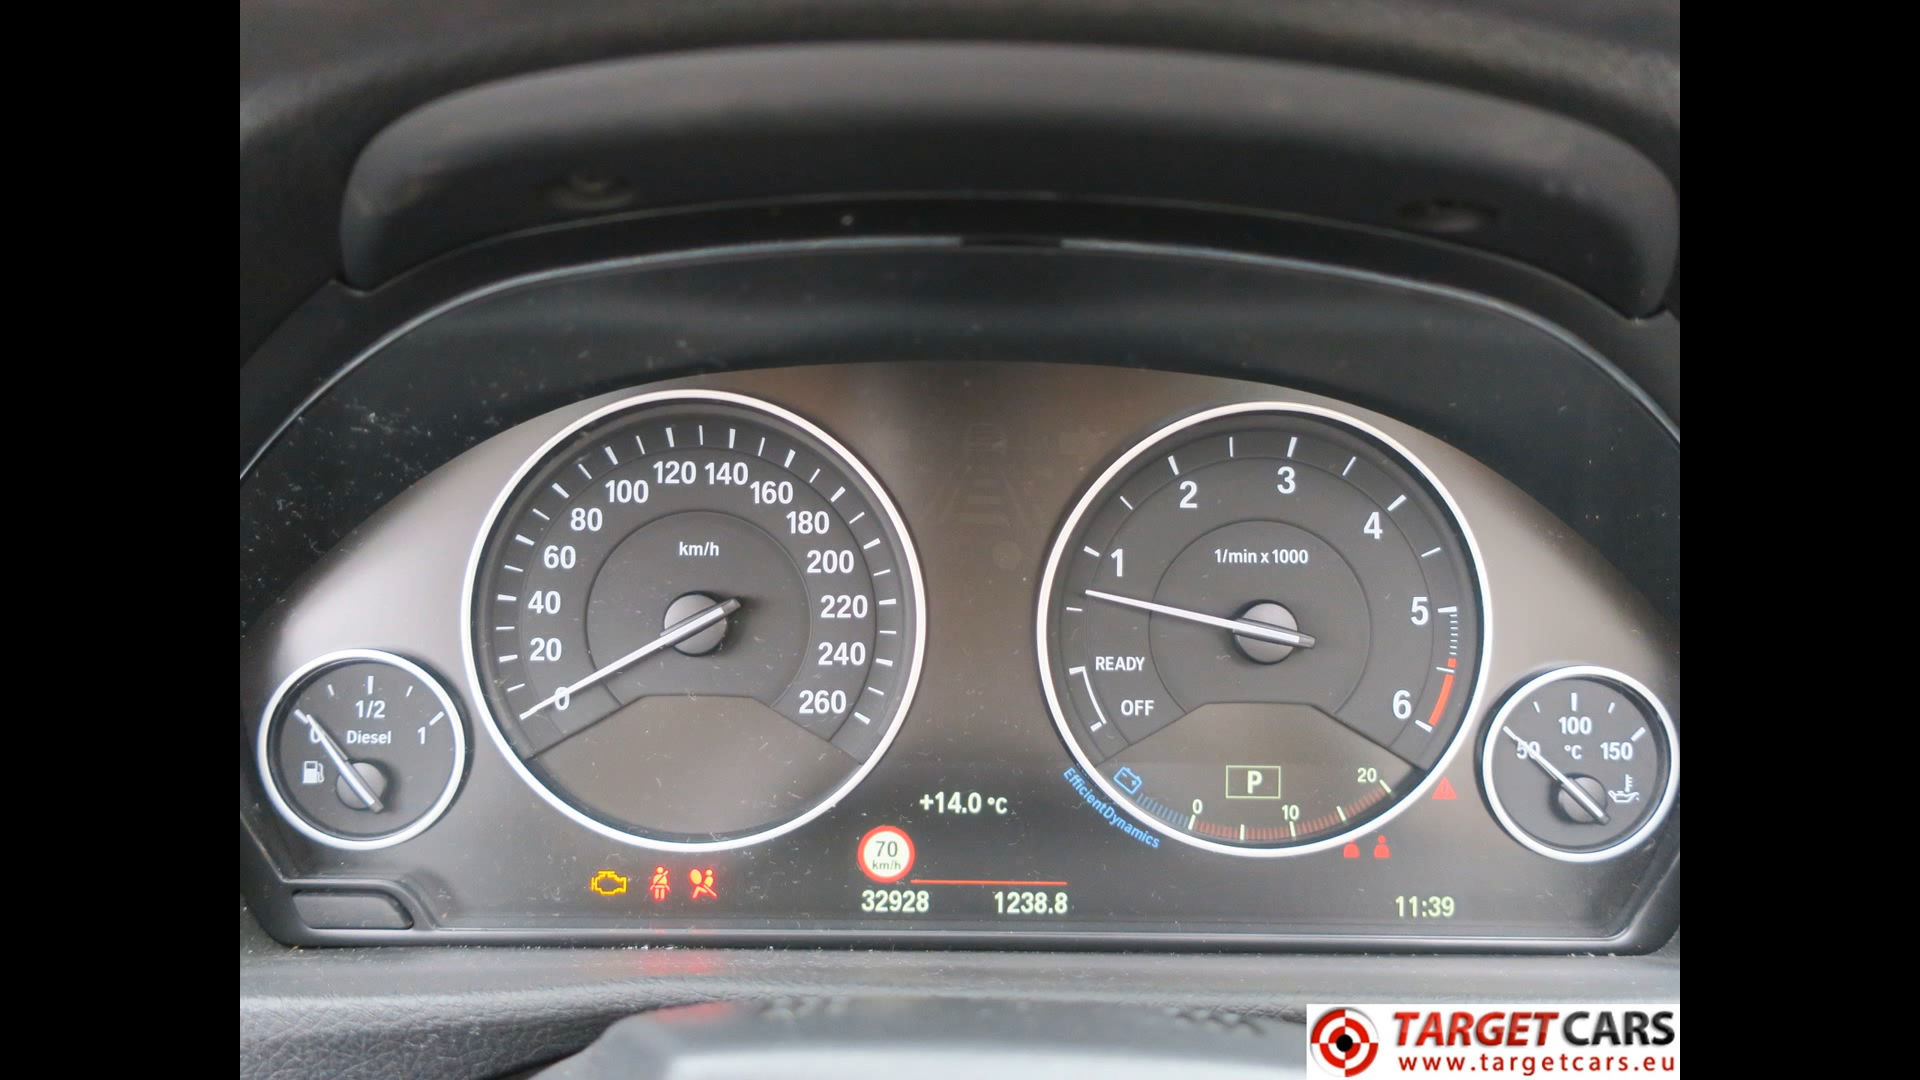 120 140
100 160
80 180
60 200
40 220
20 240
0 260
km/h
1/2
0 Diesel 1
3
2 4
1 5
6
1/min x 1000
READY
OFF
P
0 10 20
EfficientDynamics
100
50 °C 150
+14.0 °C
70
km/h
32928 1238.8
11:39
TARGET CARS
www.targetcars.eu